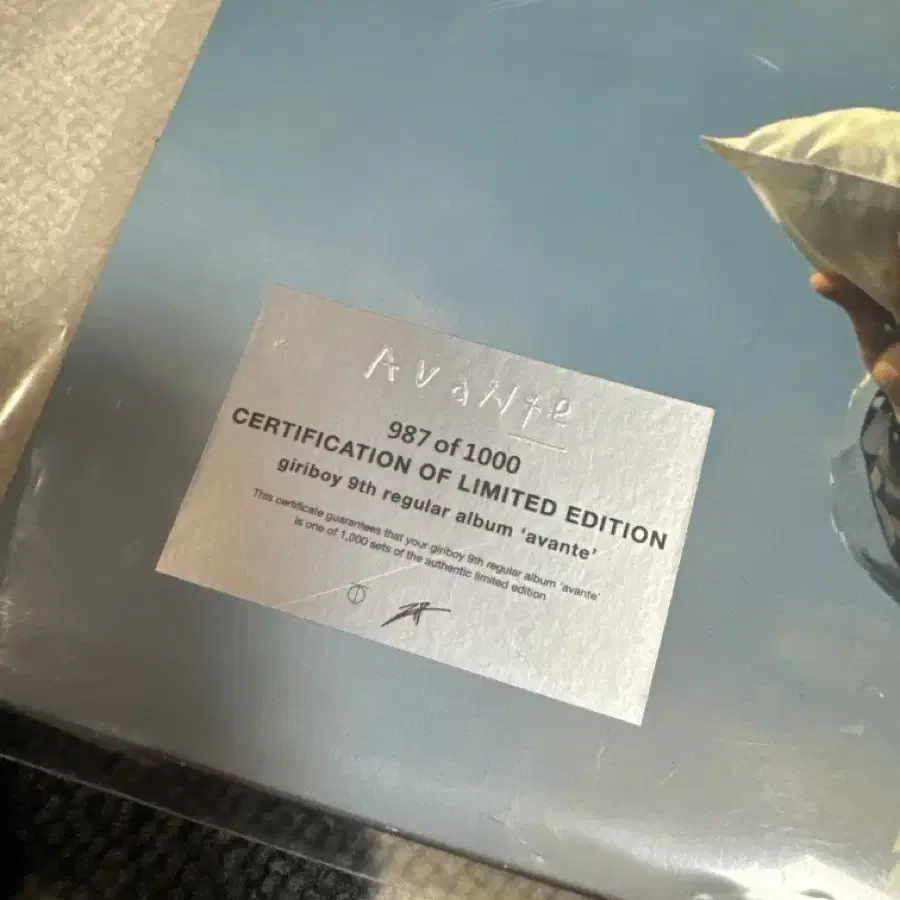 Avante
987 of 1000
CERTIFICATION OF LIMITED EDITION
giriboy 9th regular album ‘avante’
This certificate guarantees that your giriboy 9th regular album ‘avante’
is one of 1,000 sets of the authentic limited edition